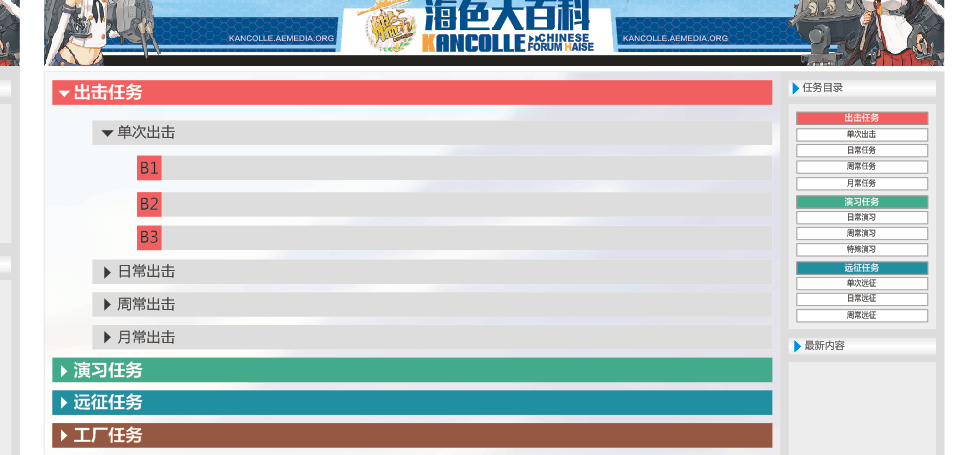 海色大百科
KANCOLLE CHINESE FORUM HAISE
KANCOLLE.AEMEDIA.ORG
KANCOLLE.AEMEDIA.ORG
出击任务
单次出击
B1
B2
B3
日常出击
周常出击
月常出击
演习任务
远征任务
工厂任务
任务目录
出击任务
单次出击
日常任务
周常任务
月常任务
演习任务
日常演习
周常演习
特殊演习
远征任务
单次远征
日常远征
周常远征
最新内容